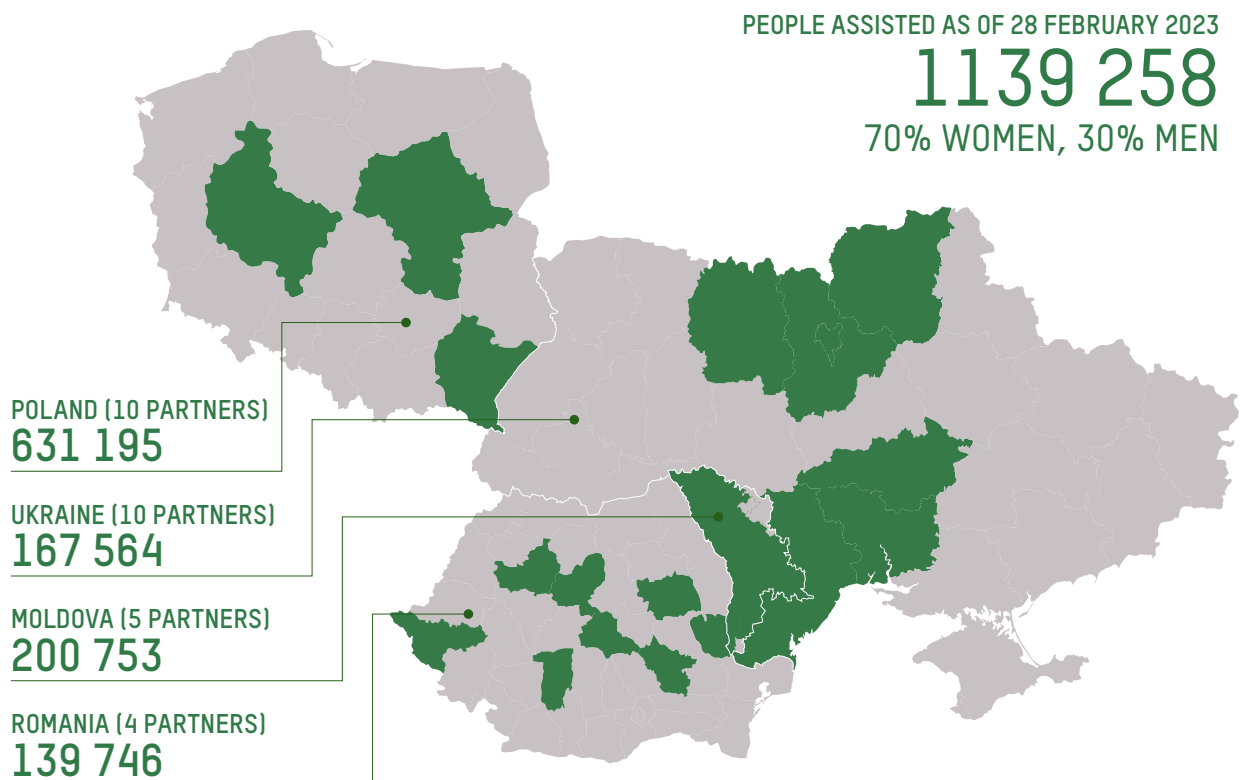 PEOPLE ASSISTED AS OF 28 FEBRUARY 2023
1139 258
70% WOMEN, 30% MEN
POLAND (10 PARTNERS)
631 195
UKRAINE (10 PARTNERS)
167 564
MOLDOVA (5 PARTNERS)
200 753
ROMANIA (4 PARTNERS)
139 746